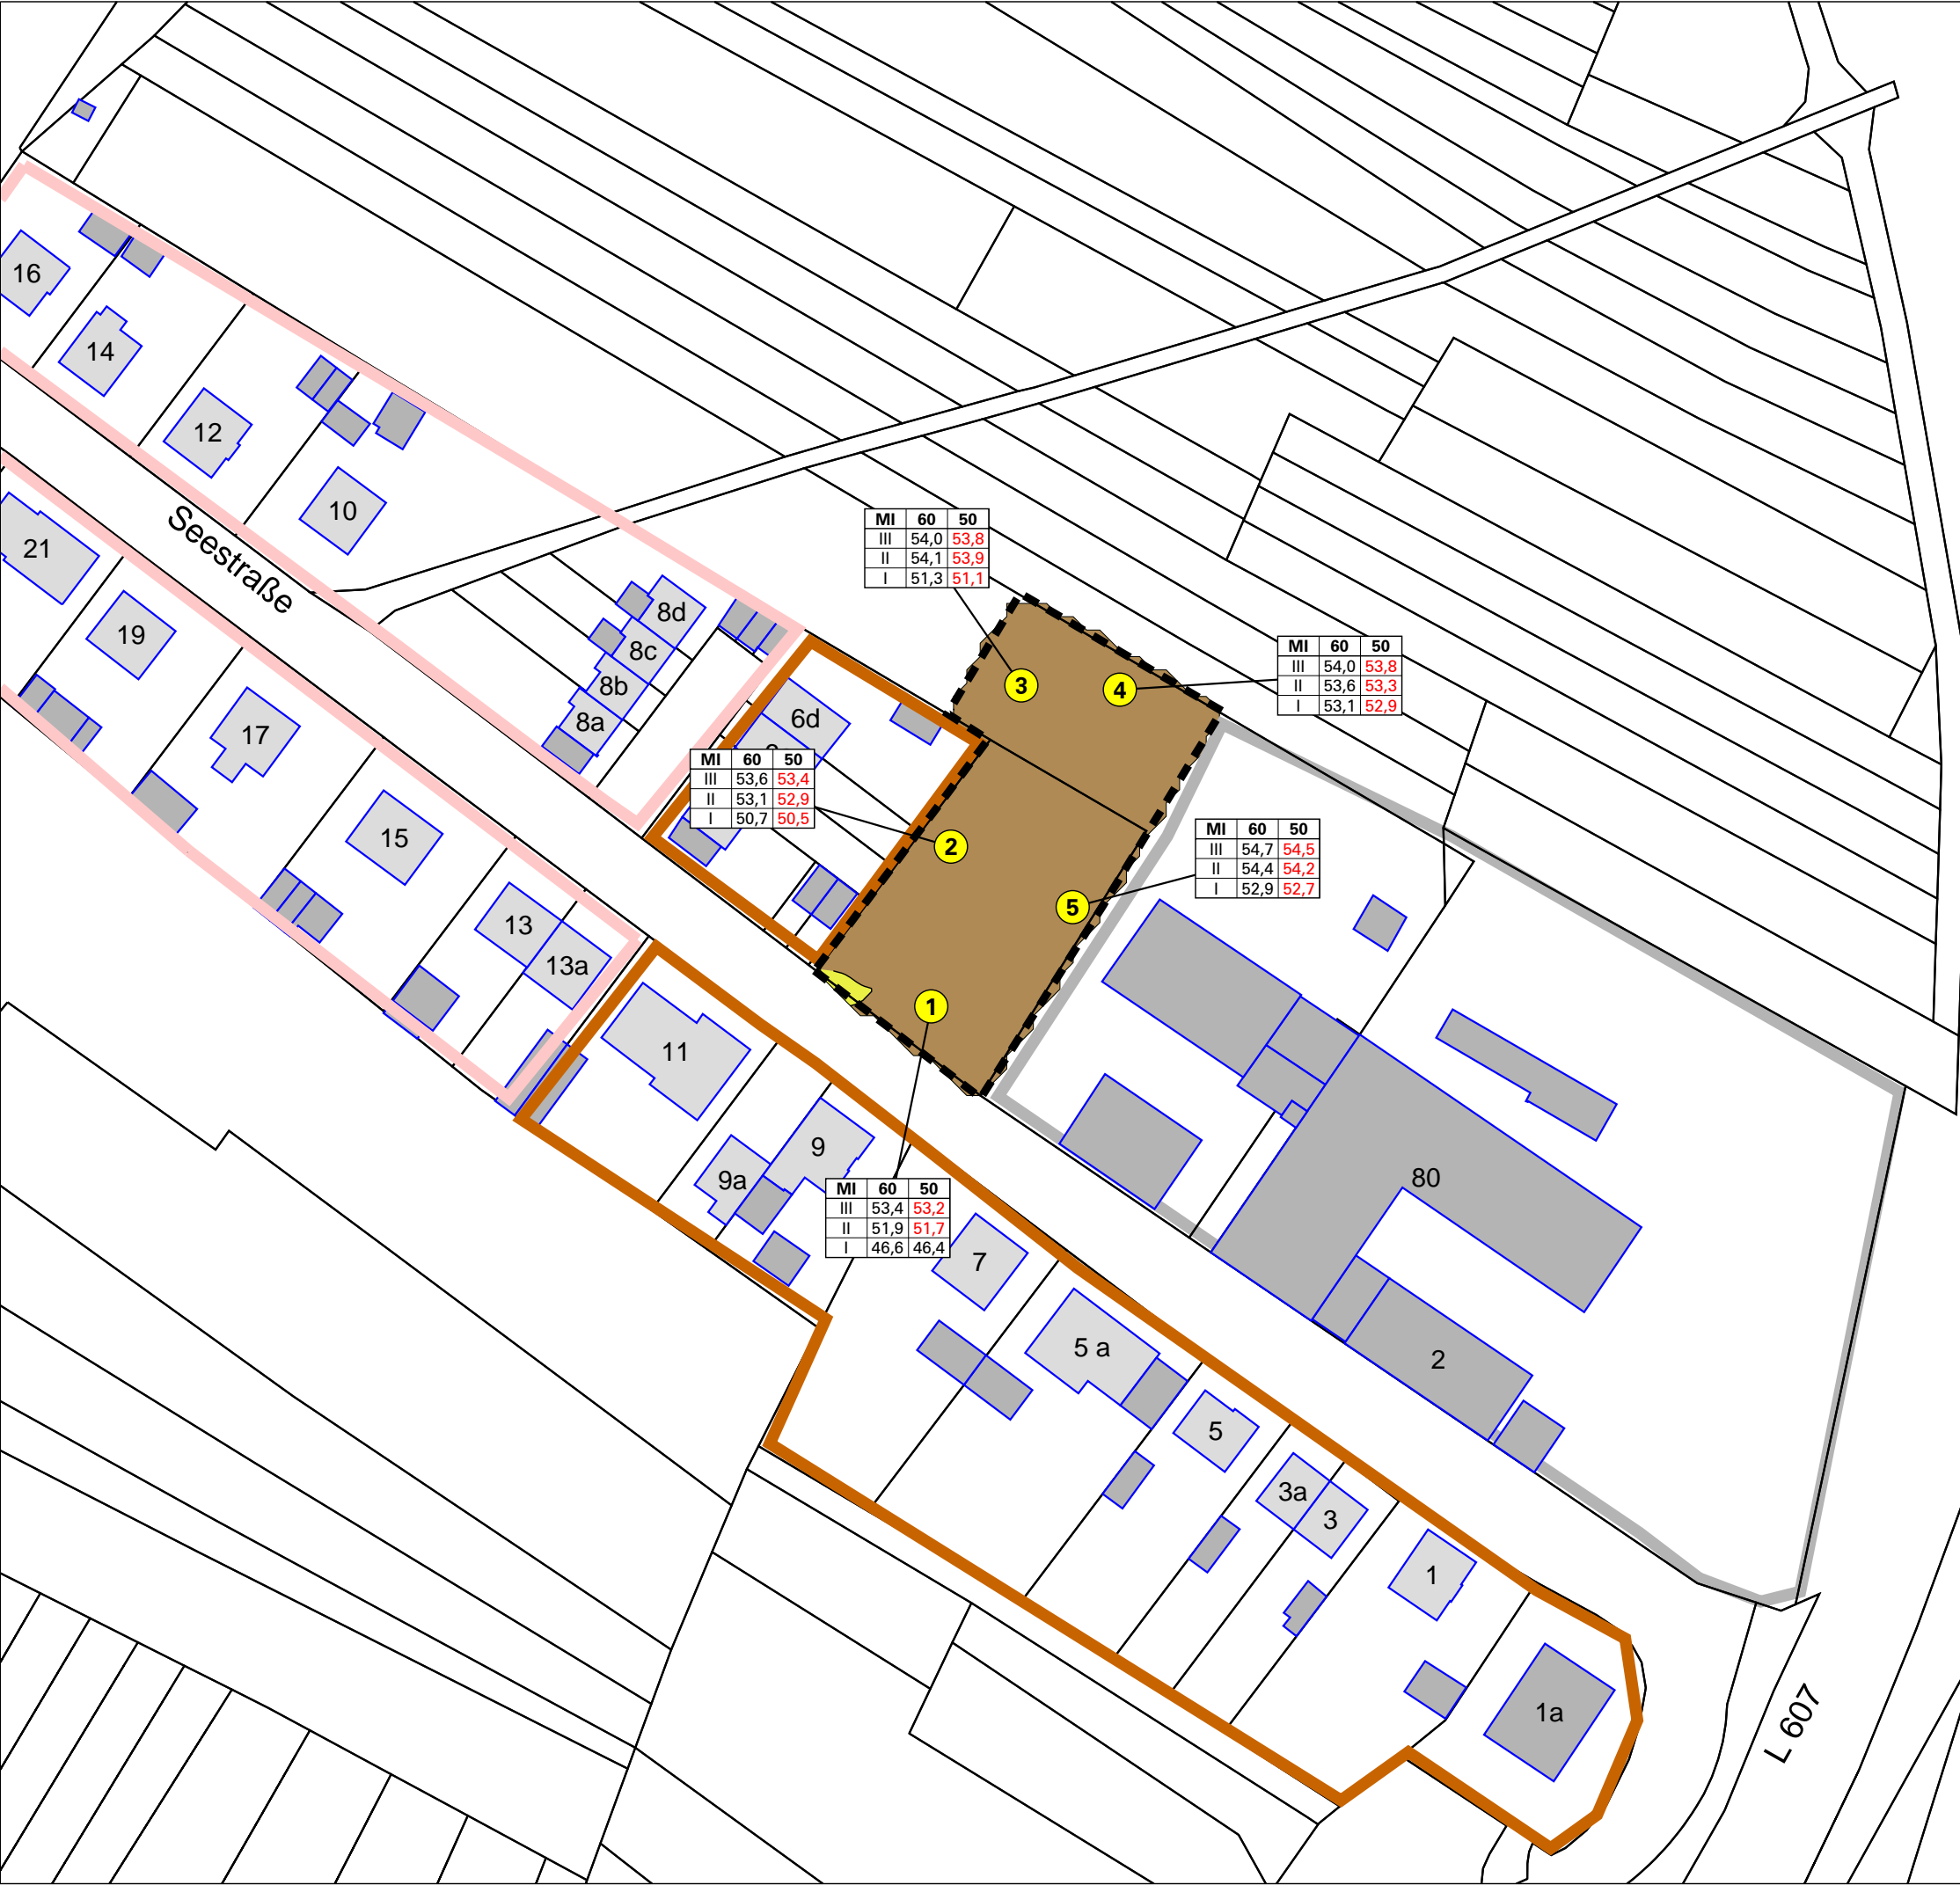 16
14
12
10
21
Seestraße
19
17
15
13
13a
8d
8c
8b
8a
6d
MI 60 50
III 54,0 53,8
II 54,1 53,9
I 51,3 51,1
3
4
MI 60 50
III 54,0 53,8
II 53,6 53,3
I 53,1 52,9
MI 60 50
III 53,6 53,4
II 53,1 52,9
I 50,7 50,5
2
MI 60 50
III 54,7 54,5
II 54,4 54,2
I 52,9 52,7
5
1
11
9
9a
MI 60 50
III 53,4 53,2
II 51,9 51,7
I 46,6 46,4
7
80
2
5 a
5
3a
3
1
1a
L 607